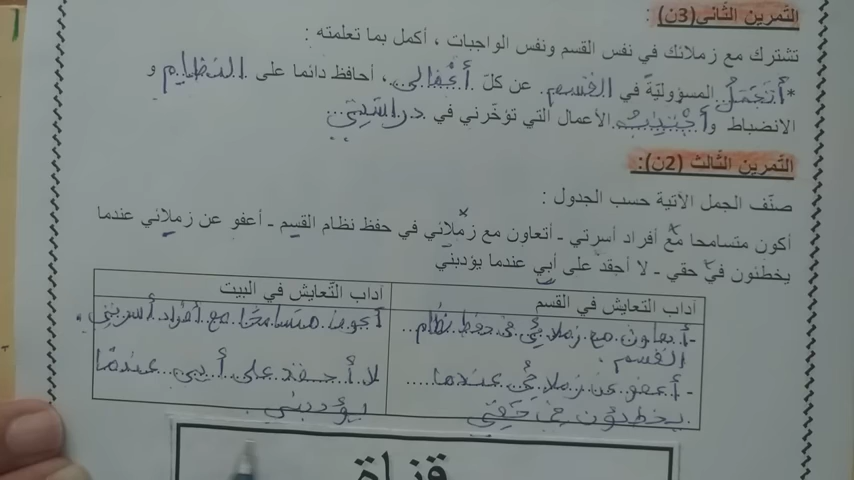 التمرين الثاني(3ن) :
تشترك مع زملائك في نفس القسم ونفس الواجبات ، أكمل بما تعلمته :
*أتحمل المسؤولية في القسم عن كل أفعالي ، أحافظ دائما على النظام و
الانضباط وأجتنب الأعمال التي تؤخرني في دراستي
التمرين الثالث (2ن):
صنف الجمل الآتية حسب الجدول :
أكون متسامحا مع أفراد أسرتي - أتعاون مع زملائي في حفظ نظام القسم - أعفو عن زملائي عندما
يخطئون في حقي - لا أحقد على أبي عندما يؤدبني
آداب التعايش في القسم آداب التعايش في البيت
-أتعاون مع زملائي في حفظ نظام أكون متسامحا مع أفراد أسرتي .
القسم .
- أعفو عن زملائي عندما لا أحقد على أبي عندما
يخطئون في حقي يؤدبني .
قناة